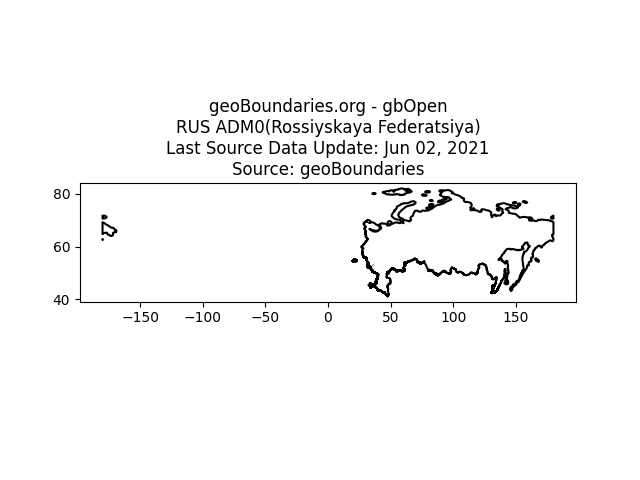 geoBoundaries.org - gbOpen
RUS ADM0(Rossiyskaya Federatsiya)
Last Source Data Update: Jun 02, 2021
Source: geoBoundaries
80
60
40
−150
−100
−50
0
50
100
150